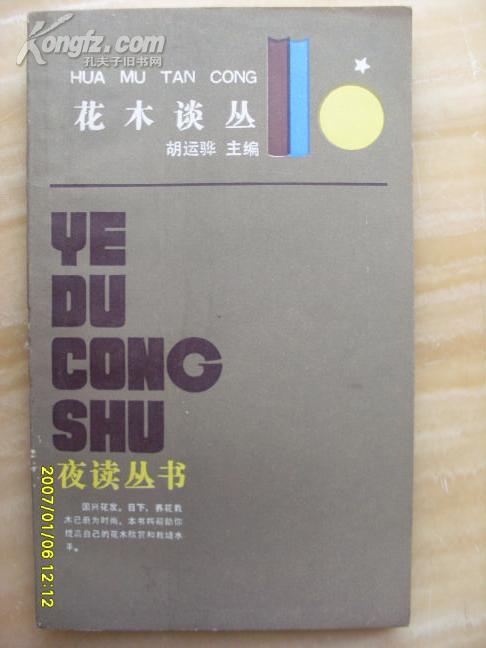 Kongfz.com
孔夫子旧书网
HUA MU TAN CONG
花木谈丛
胡运骅 主编
YE
DU
CONG
SHU
夜读丛书
国兴花发。目下，养花栽
木已渐为时尚。本书将帮助你
提高自己的花木欣赏和栽培水
平。
2007/01/06 12:12